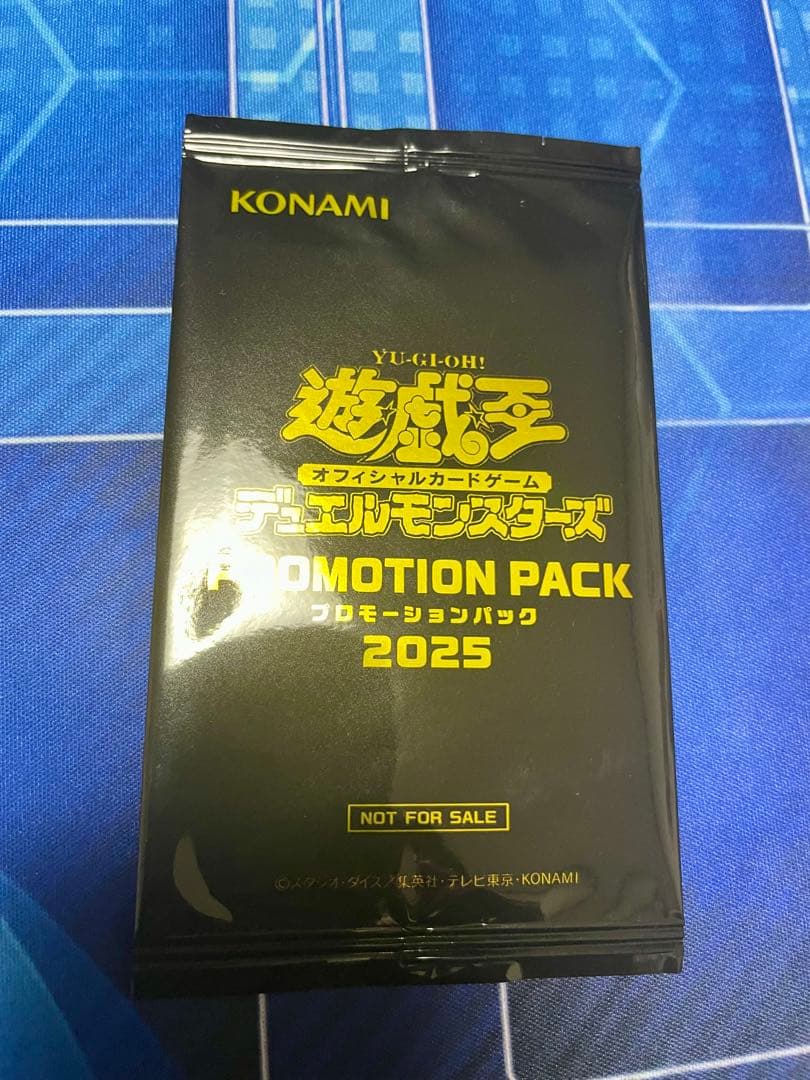 KONAMI
YU-GI-OH!
遊戯王
オフィシャルカードゲーム
デュエルモンスターズ
PROMOTION PACK
プロモーションパック
2025
NOT FOR SALE
©スタジオ・ダイス/集英社・テレビ東京・KONAMI